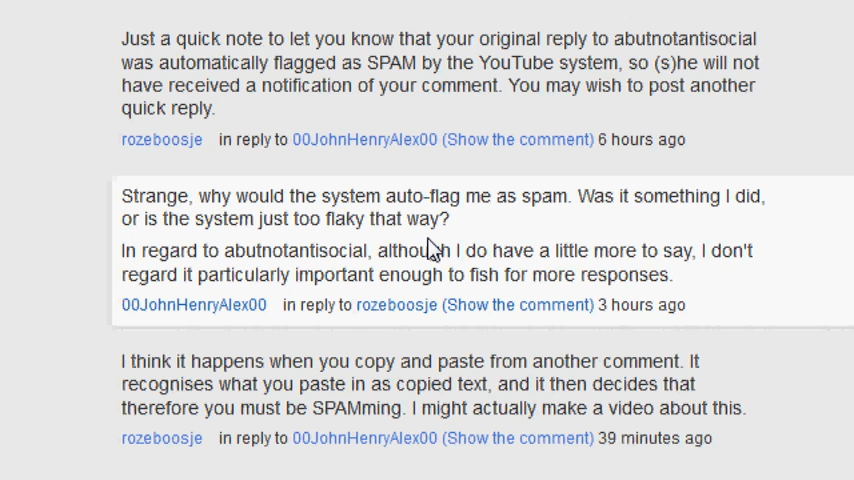 Just a quick note to let you know that your original reply to abutnotantisocial
was automatically flagged as SPAM by the YouTube system, so (s)he will not
have received a notification of your comment. You may wish to post another
quick reply.
rozeboosje in reply to 00JohnHenryAlex00 (Show the comment) 6 hours ago
Strange, why would the system auto-flag me as spam. Was it something I did,
or is the system just too flaky that way?
In regard to abutnotantisocial, although I do have a little more to say, I don't
regard it particularly important enough to fish for more responses.
00JohnHenryAlex00 in reply to rozeboosje (Show the comment) 3 hours ago
I think it happens when you copy and paste from another comment. It
recognises what you paste in as copied text, and it then decides that
therefore you must be SPAMming. I might actually make a video about this.
rozeboosje in reply to 00JohnHenryAlex00 (Show the comment) 39 minutes ago